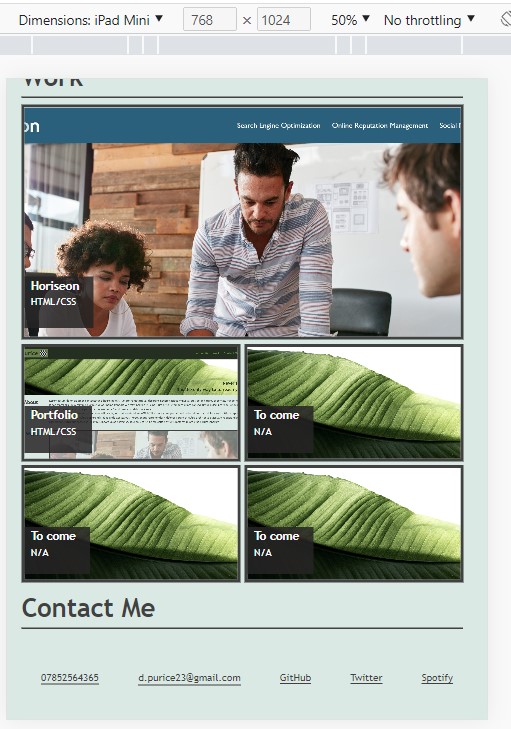 Dimensions: iPad Mini ▼ 768 × 1024 50% ▼ No throttling ▼
Work
on Search Engine Optimization Online Reputation Management Social
Horiseon
HTML/CSS
Portfolio
HTML/CSS
To come
N/A
To come
N/A
To come
N/A
Contact Me
07852564365 d.purice23@gmail.com GitHub Twitter Spotify